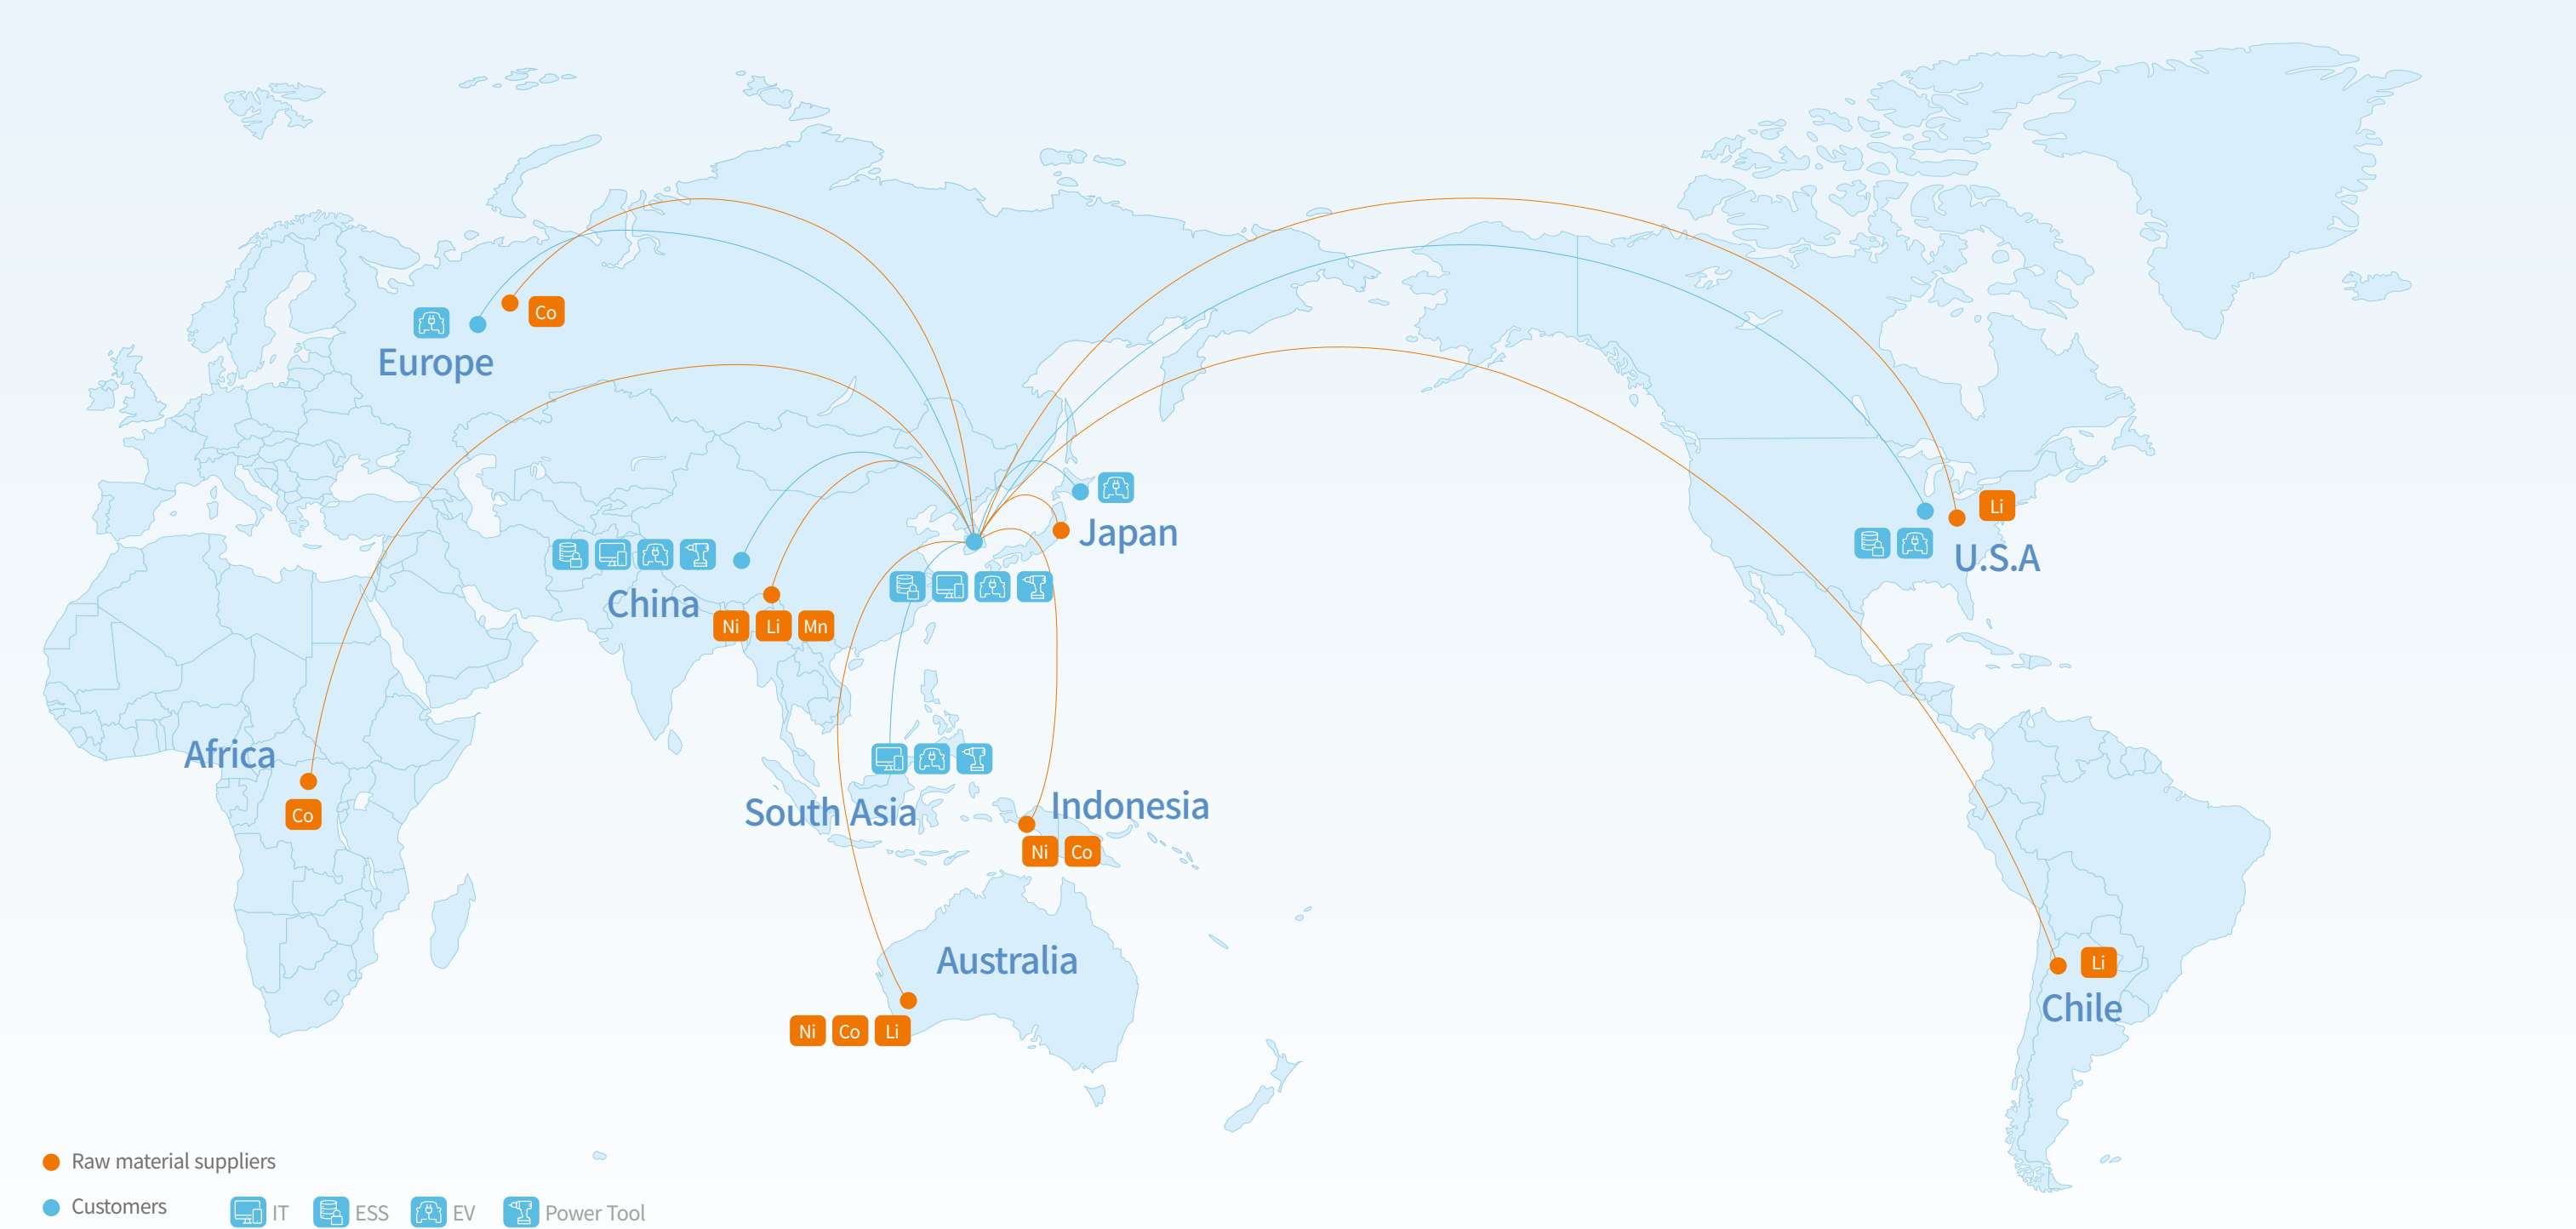 Co
Europe
Japan
Li
U.S.A
China
Ni Li Mn
Africa
Co
South Asia
Indonesia
Ni Co
Australia
Li
Chile
Ni Co Li
Raw material suppliers
Customers
IT ESS EV Power Tool